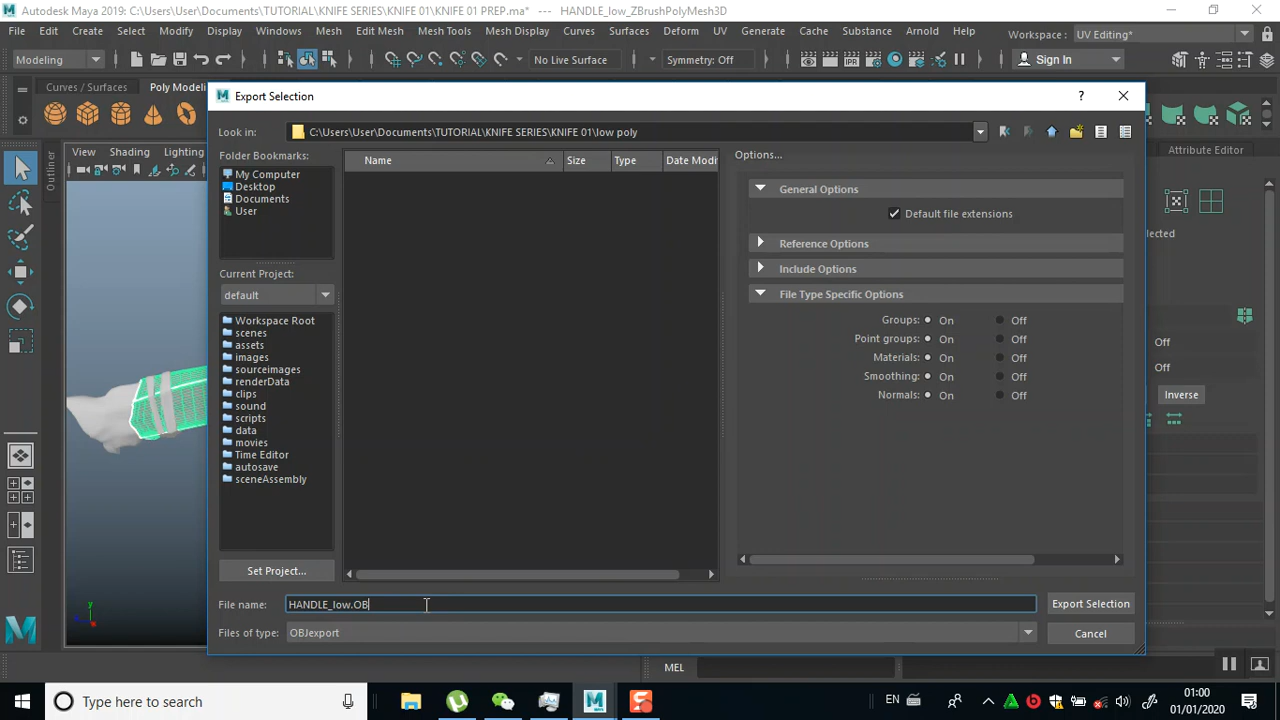 Autodesk Maya 2019: C:\Users\User\Documents\TUTORIAL\KNIFE SERIES\KNIFE 01\KNIFE 01 PREP.ma* --- HANDLE_low_ZBrushPolyMesh3D
File Edit Create Select Modify Display Windows Mesh Edit Mesh Mesh Tools Mesh Display Curves Surfaces Deform UV Generate Cache Substance Arnold Help Workspace : UV Editing*
Modeling No Live Surface Symmetry: Off Sign In
Curves / Surfaces Poly Modeli
Export Selection
Look in: C:\Users\User\Documents\TUTORIAL\KNIFE SERIES\KNIFE 01\low poly
View Shading Lighting
Outliner
Folder Bookmarks:
My Computer
Desktop
Documents
User
Name Size Type Date Modi
Options...
Attribute Editor
General Options
Default file extensions
Reference Options
elected
Include Options
Current Project:
default
File Type Specific Options
Workspace Root
scenes
assets
images
sourceimages
renderData
clips
sound
scripts
data
movies
Time Editor
autosave
sceneAssembly
Groups: On Off
Point groups: On Off
Materials: On Off
Smoothing: On Off
Normals: On Off
Off
Off
Inverse
Set Project...
File name: HANDLE_low.OB
Export Selection
Files of type: OBJexport
Cancel
y
MEL
Type here to search
EN
01:00
01/01/2020